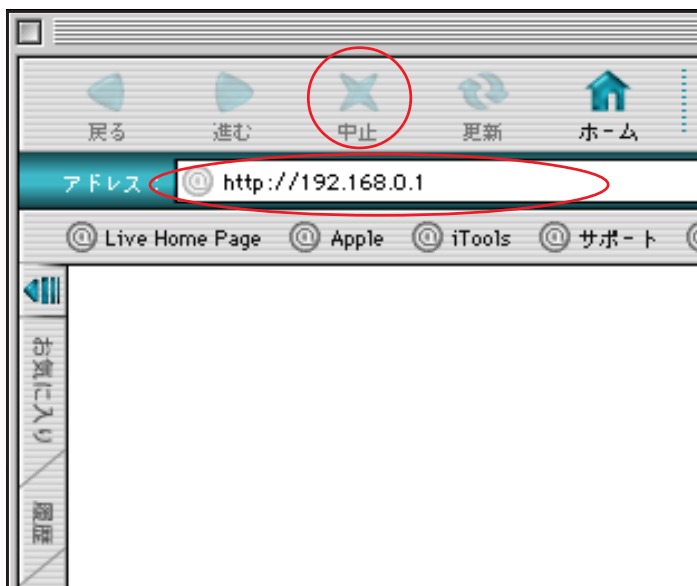 戻る 進む 中止 更新 ホーム
アドレス： http://192.168.0.1
Live Home Page Apple iTools サポート
お気に入り
履歴